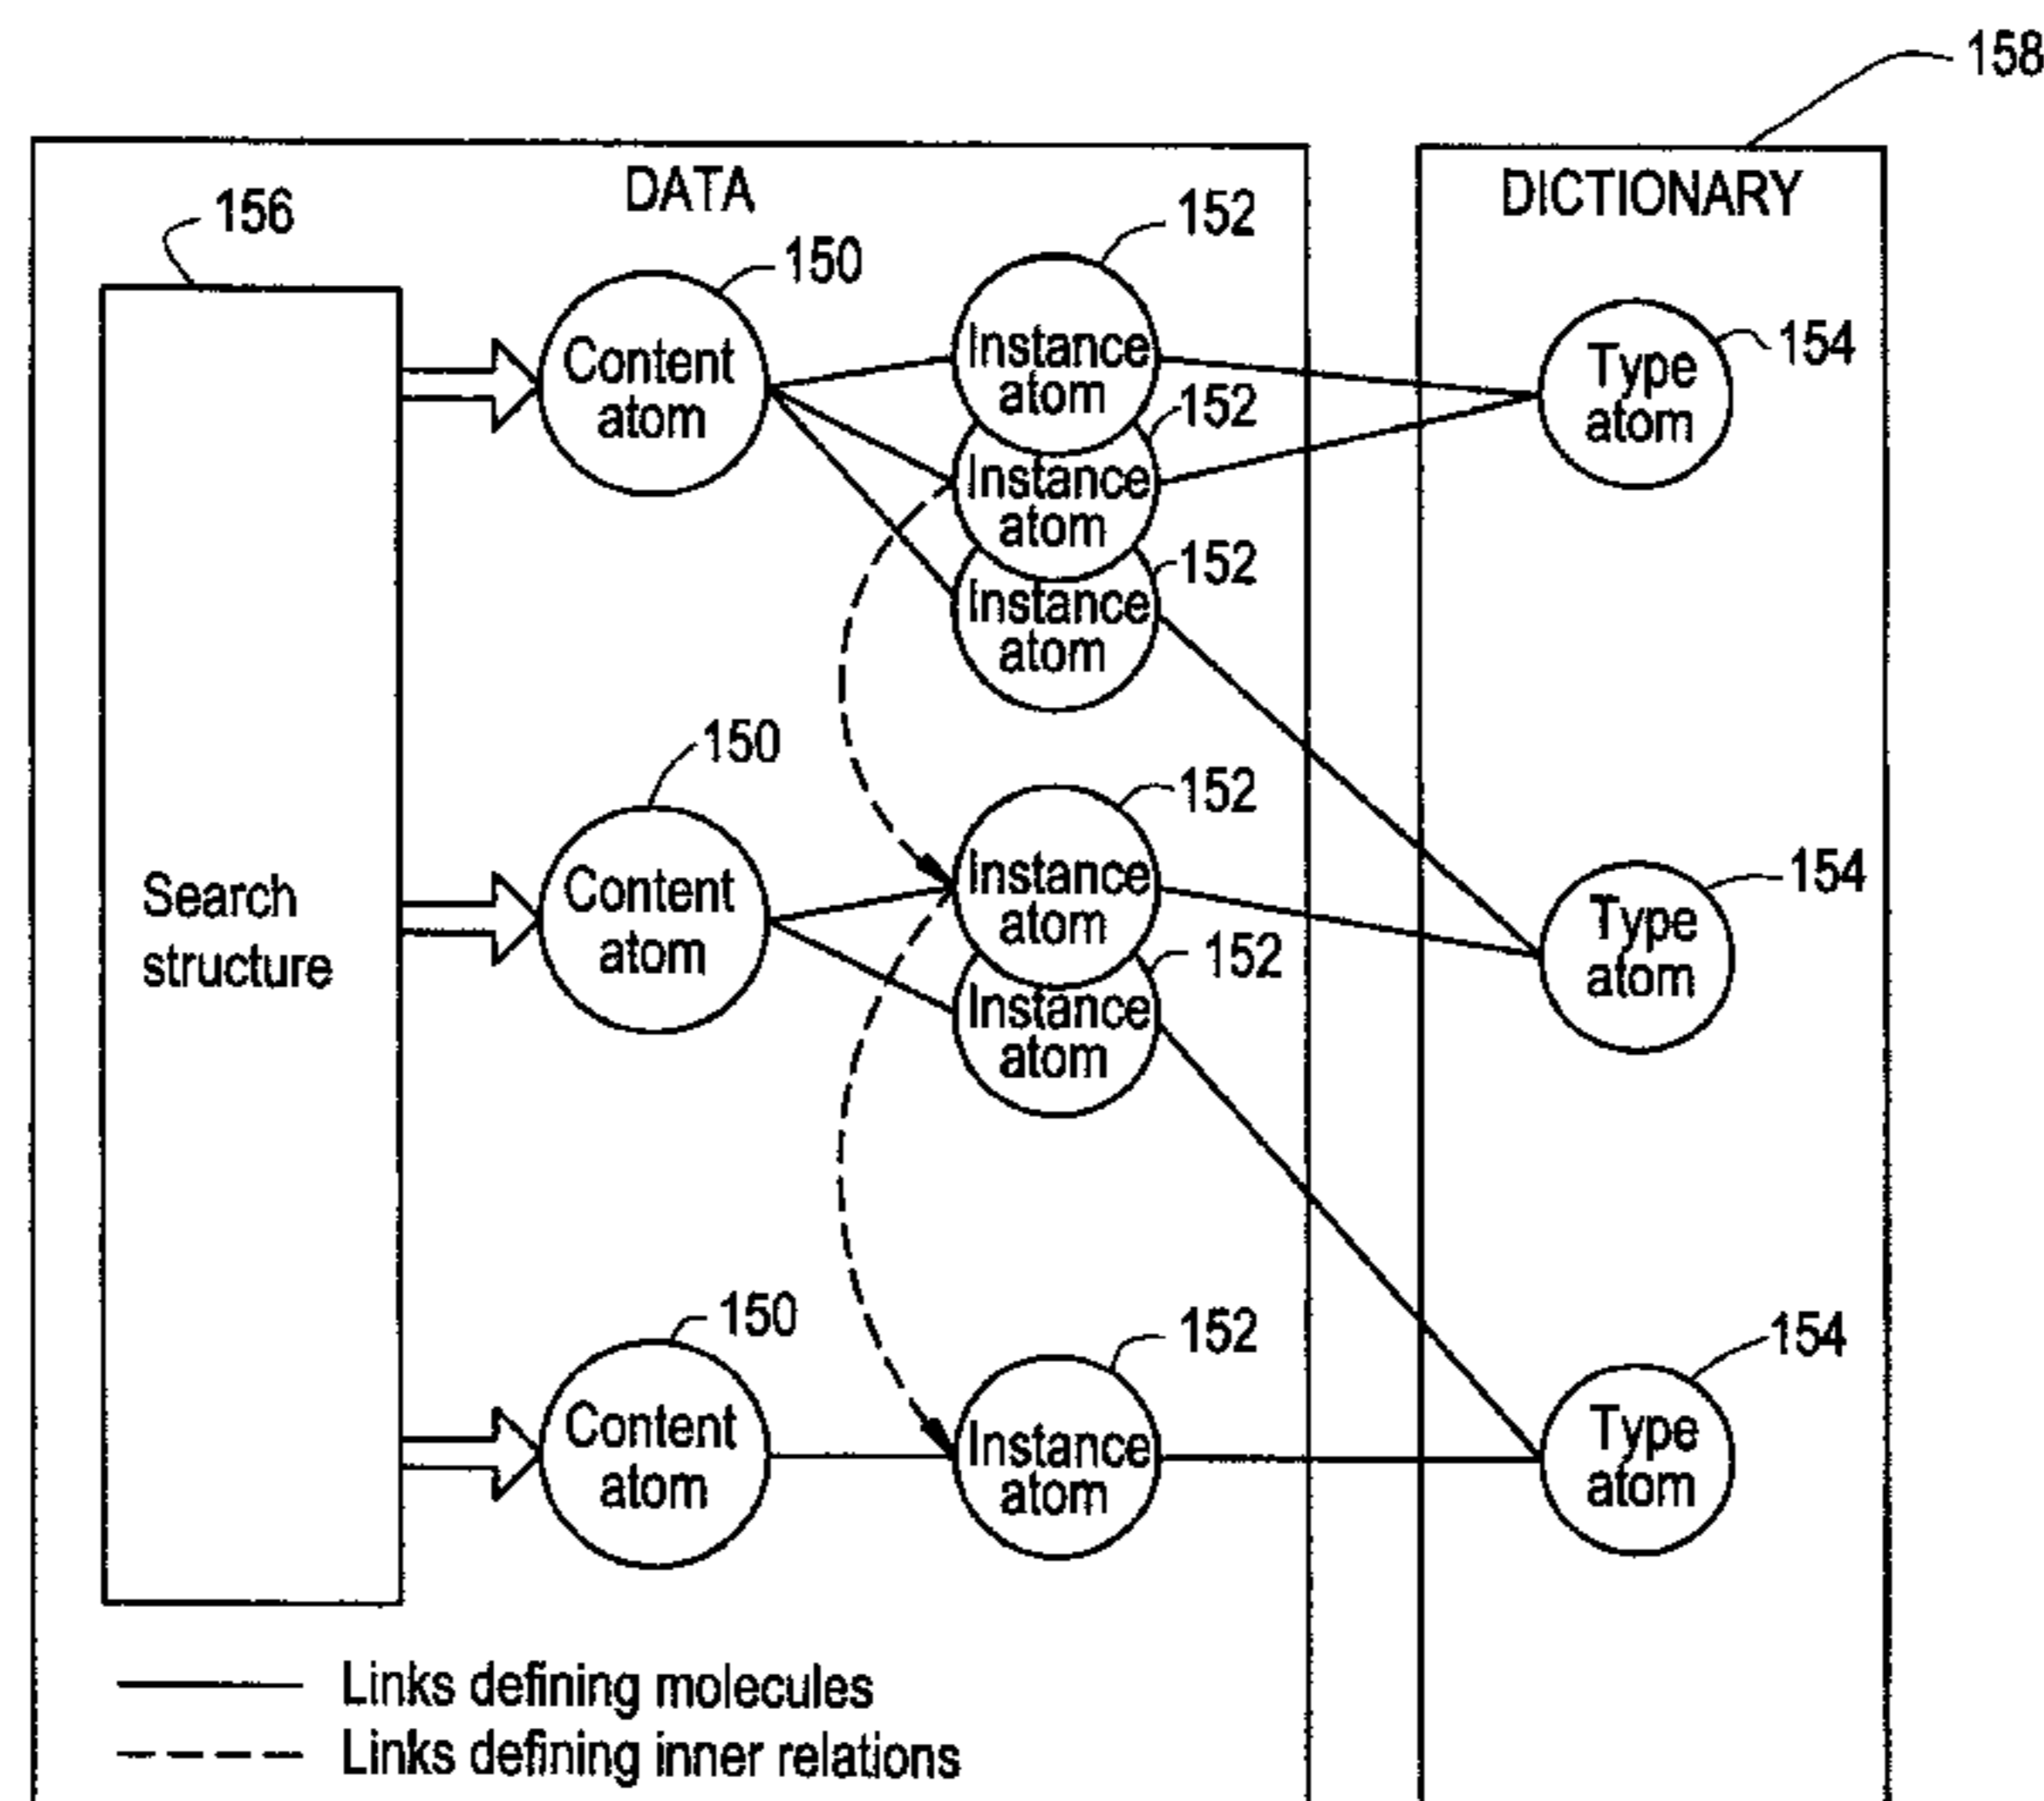 158
DATA
DICTIONARY
156
152
150
Content
atom
Instance
atom
154
Type
atom
152
Instance
atom
152
Instance
atom
150
152
154
Search
structure
Content
atom
Instance
atom
Type
atom
152
Instance
atom
150
152
154
Content
atom
Instance
atom
Type
atom
Links defining molecules
Links defining inner relations